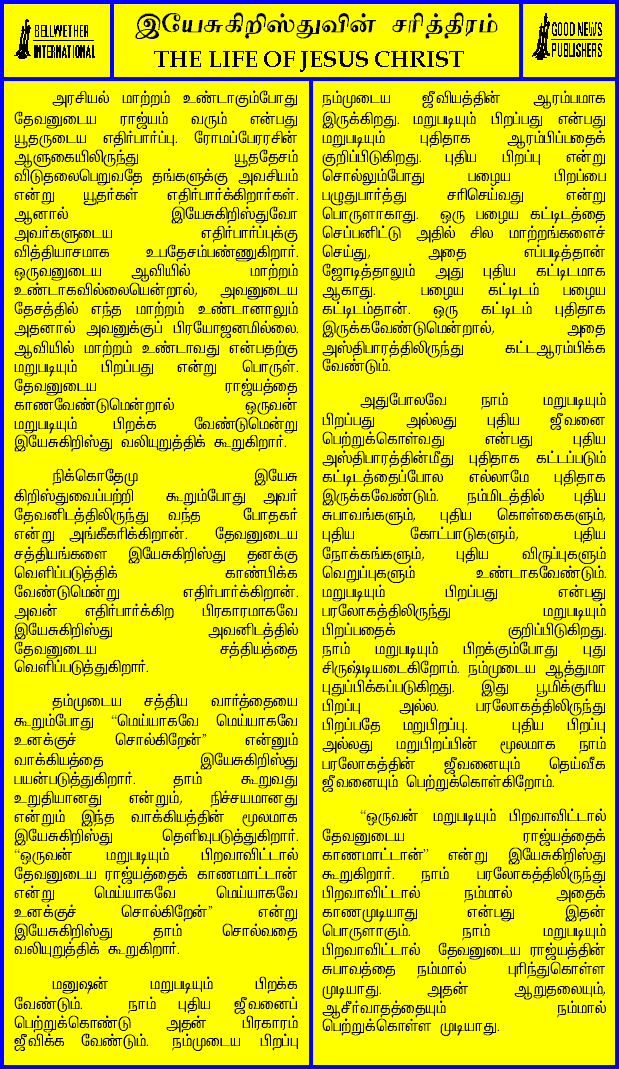 BELLWETHER
INTERNATIONAL
இயேசுகிறிஸ்துவின் சரித்திரம்
THE LIFE OF JESUS CHRIST
GOOD NEWS
PUBLISHERS
அரசியல் மாற்றம் உண்டாகும்போது
தேவனுடைய ராஜ்யம் வரும் என்பது
யூதருடைய எதிர்பார்ப்பு. ரோமப்பேரரசின்
ஆளுகையிலிருந்து யூததேசம்
விடுதலைபெறுவதே தங்களுக்கு அவசியம்
என்று யூதர்கள் எதிர்பார்க்கிறார்கள்.
ஆனால் இயேசுகிறிஸ்துவோ
அவர்களுடைய எதிர்பார்ப்புக்கு
வித்தியாசமாக உபதேசம்பண்ணுகிறார்.
ஒருவனுடைய ஆவியில் மாற்றம்
உண்டாகவில்லையென்றால், அவனுடைய
தேசத்தில் எந்த மாற்றம் உண்டானாலும்
அதனால் அவனுக்குப் பிரயோஜனமில்லை.
ஆவியில் மாற்றம் உண்டாவது என்பதற்கு
மறுபடியும் பிறப்பது என்று பொருள்.
தேவனுடைய ராஜ்யத்தை
காணவேண்டுமென்றால் ஒருவன்
மறுபடியும் பிறக்க வேண்டுமென்று
இயேசுகிறிஸ்து வலியுறுத்திக் கூறுகிறார்.
நிக்கொதேமு இயேசு
கிறிஸ்துவைப்பற்றி கூறும்போது அவர்
தேவனிடத்திலிருந்து வந்த போதகர்
என்று அங்கீகரிக்கிறான். தேவனுடைய
சத்தியங்களை இயேசுகிறிஸ்து தனக்கு
வெளிப்படுத்திக் காண்பிக்க
வேண்டுமென்று எதிர்பார்க்கிறான்.
அவன் எதிர்பார்க்கிற பிரகாரமாகவே
இயேசுகிறிஸ்து அவனிடத்தில்
தேவனுடைய சத்தியத்தை
வெளிப்படுத்துகிறார்.
தம்முடைய சத்திய வார்த்தையை
கூறும்போது “மெய்யாகவே மெய்யாகவே
உனக்குச் சொல்கிறேன்” என்னும்
வாக்கியத்தை இயேசுகிறிஸ்து
பயன்படுத்துகிறார். தாம் கூறுவது
உறுதியானது என்றும், நிச்சயமானது
என்றும் இந்த வாக்கியத்தின் மூலமாக
இயேசுகிறிஸ்து தெளிவுபடுத்துகிறார்.
“ஒருவன் மறுபடியும் பிறவாவிட்டால்
தேவனுடைய ராஜ்யத்தைக் காணமாட்டான்
என்று மெய்யாகவே மெய்யாகவே
உனக்குச் சொல்கிறேன்” என்று
இயேசுகிறிஸ்து தாம் சொல்வதை
வலியுறுத்திக் கூறுகிறார்.
மனுஷன் மறுபடியும் பிறக்க
வேண்டும். நாம் புதிய ஜீவனைப்
பெற்றுக்கொண்டு அதன் பிரகாரம்
ஜீவிக்க வேண்டும். நம்முடைய பிறப்பு
நம்முடைய ஜீவியத்தின் ஆரம்பமாக
இருக்கிறது. மறுபடியும் பிறப்பது என்பது
மறுபடியும் புதிதாக ஆரம்பிப்பதைக்
குறிப்பிடுகிறது. புதிய பிறப்பு என்று
சொல்லும்போது பழைய பிறப்பை
பழுதுபார்த்து சரிசெய்வது என்று
பொருளாகாது. ஒரு பழைய கட்டிடத்தை
செப்பனிட்டு அதில் சில மாற்றங்களைச்
செய்து, அதை எப்படித்தான்
ஜோடித்தாலும் அது புதிய கட்டிடமாக
ஆகாது. பழைய கட்டிடம் பழைய
கட்டிடம்தான். ஒரு கட்டிடம் புதிதாக
இருக்கவேண்டுமென்றால், அதை
அஸ்திபாரத்திலிருந்து கட்டஆரம்பிக்க
வேண்டும்.
அதுபோலவே நாம் மறுபடியும்
பிறப்பது அல்லது புதிய ஜீவனை
பெற்றுக்கொள்வது என்பது புதிய
அஸ்திபாரத்தின்மீது புதிதாக கட்டப்படும்
கட்டிடத்தைப்போல எல்லாமே புதிதாக
இருக்கவேண்டும். நம்மிடத்தில் புதிய
சுபாவங்களும், புதிய கொள்கைகளும்,
புதிய கோட்பாடுகளும், புதிய
நோக்கங்களும், புதிய விருப்புகளும்
வெறுப்புகளும் உண்டாகவேண்டும்.
மறுபடியும் பிறப்பது என்பது
பரலோகத்திலிருந்து மறுபடியும்
பிறப்பதைக் குறிப்பிடுகிறது.
நாம் மறுபடியும் பிறக்கும்போது புது
சிருஷ்டியடைகிறோம். நம்முடைய ஆத்துமா
புதுப்பிக்கப்படுகிறது. இது பூமிக்குரிய
பிறப்பு அல்ல. பரலோகத்திலிருந்து
பிறப்பதே மறுபிறப்பு. புதிய பிறப்பு
அல்லது மறுபிறப்பின் மூலமாக நாம்
பரலோகத்தின் ஜீவனையும் தெய்வீக
ஜீவனையும் பெற்றுக்கொள்கிறோம்.
“ஒருவன் மறுபடியும் பிறவாவிட்டால்
தேவனுடைய ராஜ்யத்தைக்
காணமாட்டான்” என்று இயேசுகிறிஸ்து
கூறுகிறார். நாம் பரலோகத்திலிருந்து
பிறவாவிட்டால் நம்மால் அதைக்
காணமுடியாது என்பது இதன்
பொருளாகும். நாம் மறுபடியும்
பிறவாவிட்டால் தேவனுடைய ராஜ்யத்தின்
சுபாவத்தை நம்மால் புரிந்துகொள்ள
முடியாது. அதன் ஆறுதலையும்,
ஆசீர்வாதத்தையும் நம்மால்
பெற்றுக்கொள்ள முடியாது.